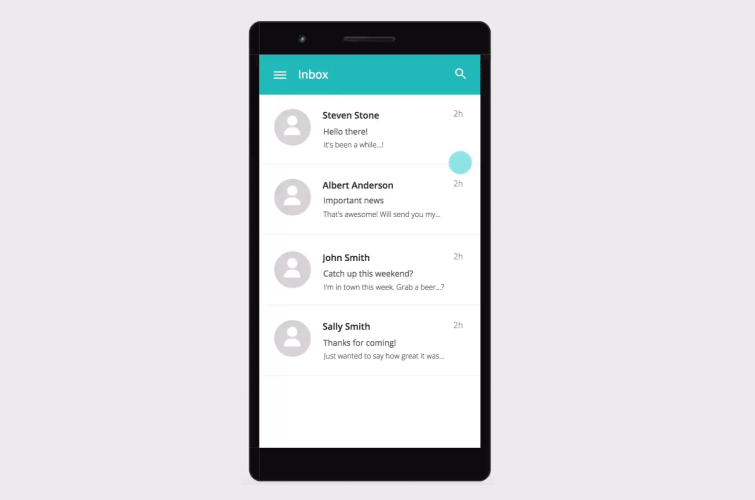 Inbox
Steven Stone 2h
Hello there!
It's been a while...!
Albert Anderson 2h
Important news
That's awesome! Will send you my...
John Smith 2h
Catch up this weekend?
I'm in town this week. Grab a beer...?
Sally Smith 2h
Thanks for coming!
Just wanted to say how great it was...